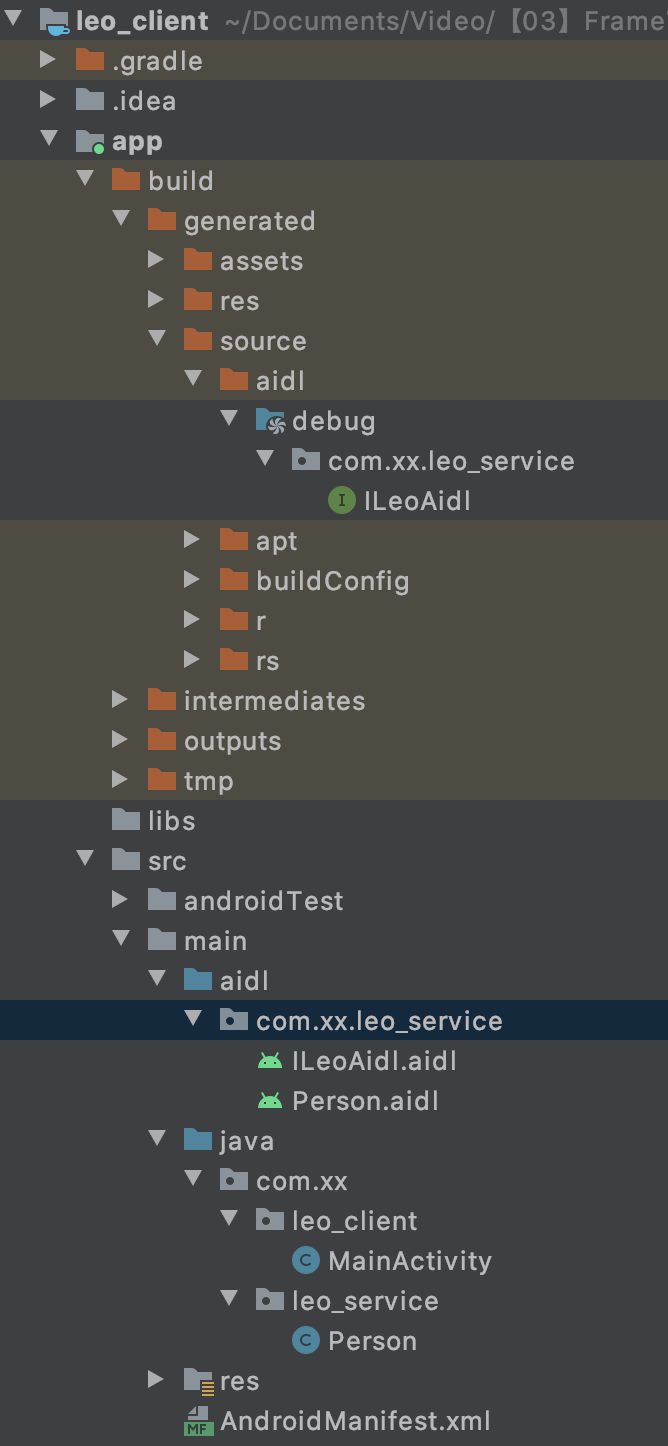 leo_client ~/Documents/Video/【03】Frame
.gradle
.idea
app
build
generated
assets
res
source
aidl
debug
com.xx.leo_service
I ILeoAidl
apt
buildConfig
r
rs
intermediates
outputs
tmp
libs
src
androidTest
main
aidl
com.xx.leo_service
ILeoAidl.aidl
Person.aidl
java
com.xx
leo_client
C MainActivity
leo_service
C Person
res
MF AndroidManifest.xml